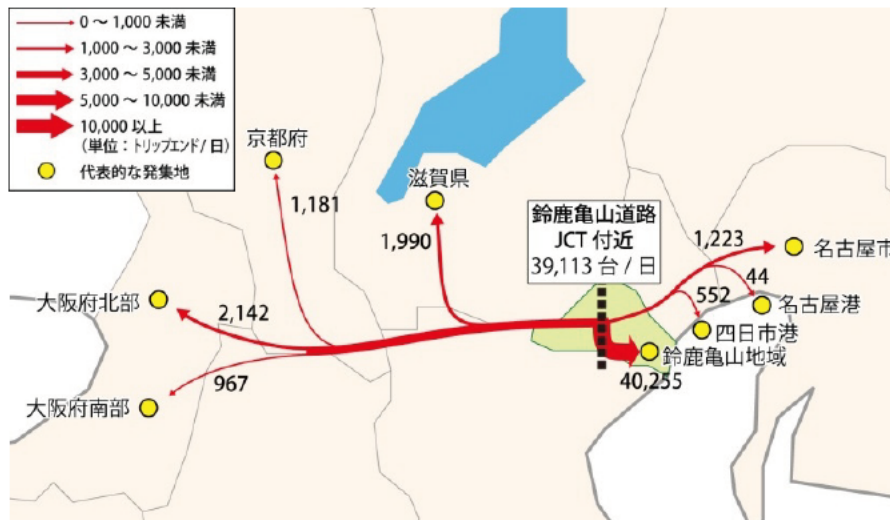 0～1,000 未満
1,000～3,000 未満
3,000～5,000 未満
5,000～10,000 未満
10,000 以上
(単位：トリップエンド/日)
代表的な発集地
京都府
1,181
滋賀県
1,990
鈴鹿亀山道路
JCT 付近
39,113 台 / 日
1,223
名古屋市
44
552
名古屋港
四日市港
鈴鹿亀山地域
40,255
大阪府北部
2,142
967
大阪府南部